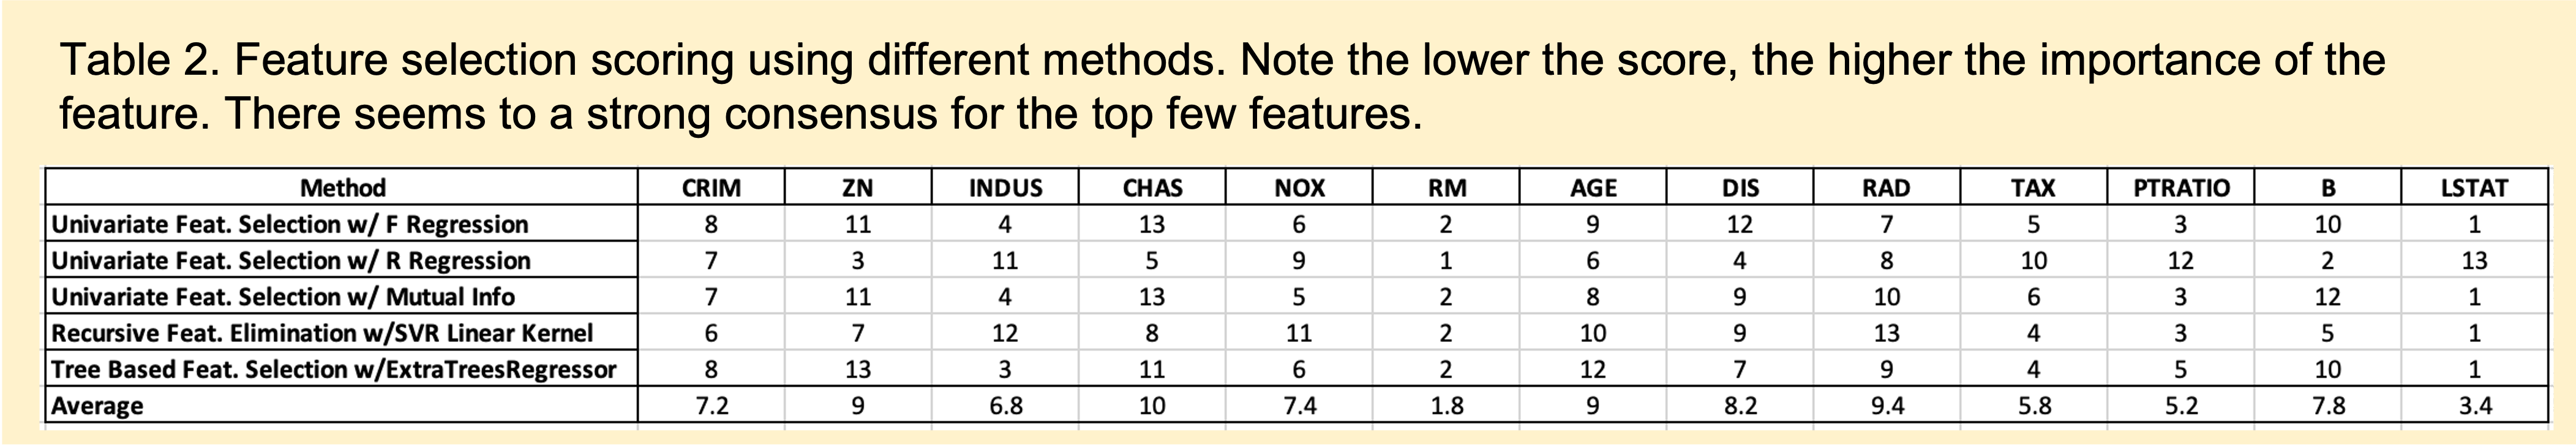 Table 2. Feature selection scoring using different methods. Note the lower the score, the higher the importance of the
feature. There seems to a strong consensus for the top few features.
Method CRIM ZN INDUS CHAS NOX RM AGE DIS RAD TAX PTRATIO B LSTAT
Univariate Feat. Selection w/ F Regression 8 11 4 13 6 2 9 12 7 5 3 10 1
Univariate Feat. Selection w/ R Regression 7 3 11 5 9 1 6 4 8 10 12 2 13
Univariate Feat. Selection w/ Mutual Info 7 11 4 13 5 2 8 9 10 6 3 12 1
Recursive Feat. Elimination w/SVR Linear Kernel 6 7 12 8 11 2 10 9 13 4 3 5 1
Tree Based Feat. Selection w/ExtraTreesRegressor 8 13 3 11 6 2 12 7 9 4 5 10 1
Average 7.2 9 6.8 10 7.4 1.8 9 8.2 9.4 5.8 5.2 7.8 3.4